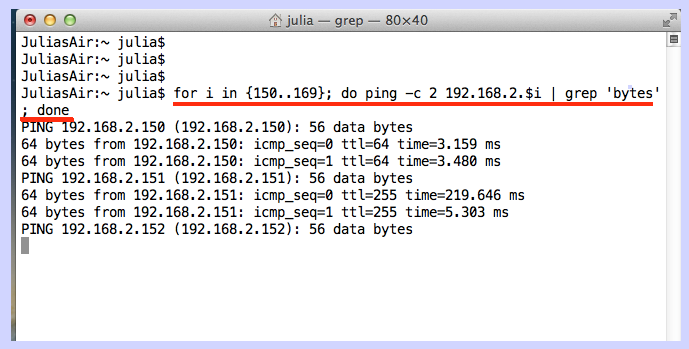 julia — grep — 80×40
JuliasAir:~ julia$
JuliasAir:~ julia$
JuliasAir:~ julia$
JuliasAir:~ julia$ for i in {150..169}; do ping -c 2 192.168.2.$i | grep 'bytes'
; done
PING 192.168.2.150 (192.168.2.150): 56 data bytes
64 bytes from 192.168.2.150: icmp_seq=0 ttl=64 time=3.159 ms
64 bytes from 192.168.2.150: icmp_seq=1 ttl=64 time=3.480 ms
PING 192.168.2.151 (192.168.2.151): 56 data bytes
64 bytes from 192.168.2.151: icmp_seq=0 ttl=255 time=219.646 ms
64 bytes from 192.168.2.151: icmp_seq=1 ttl=255 time=5.303 ms
PING 192.168.2.152 (192.168.2.152): 56 data bytes